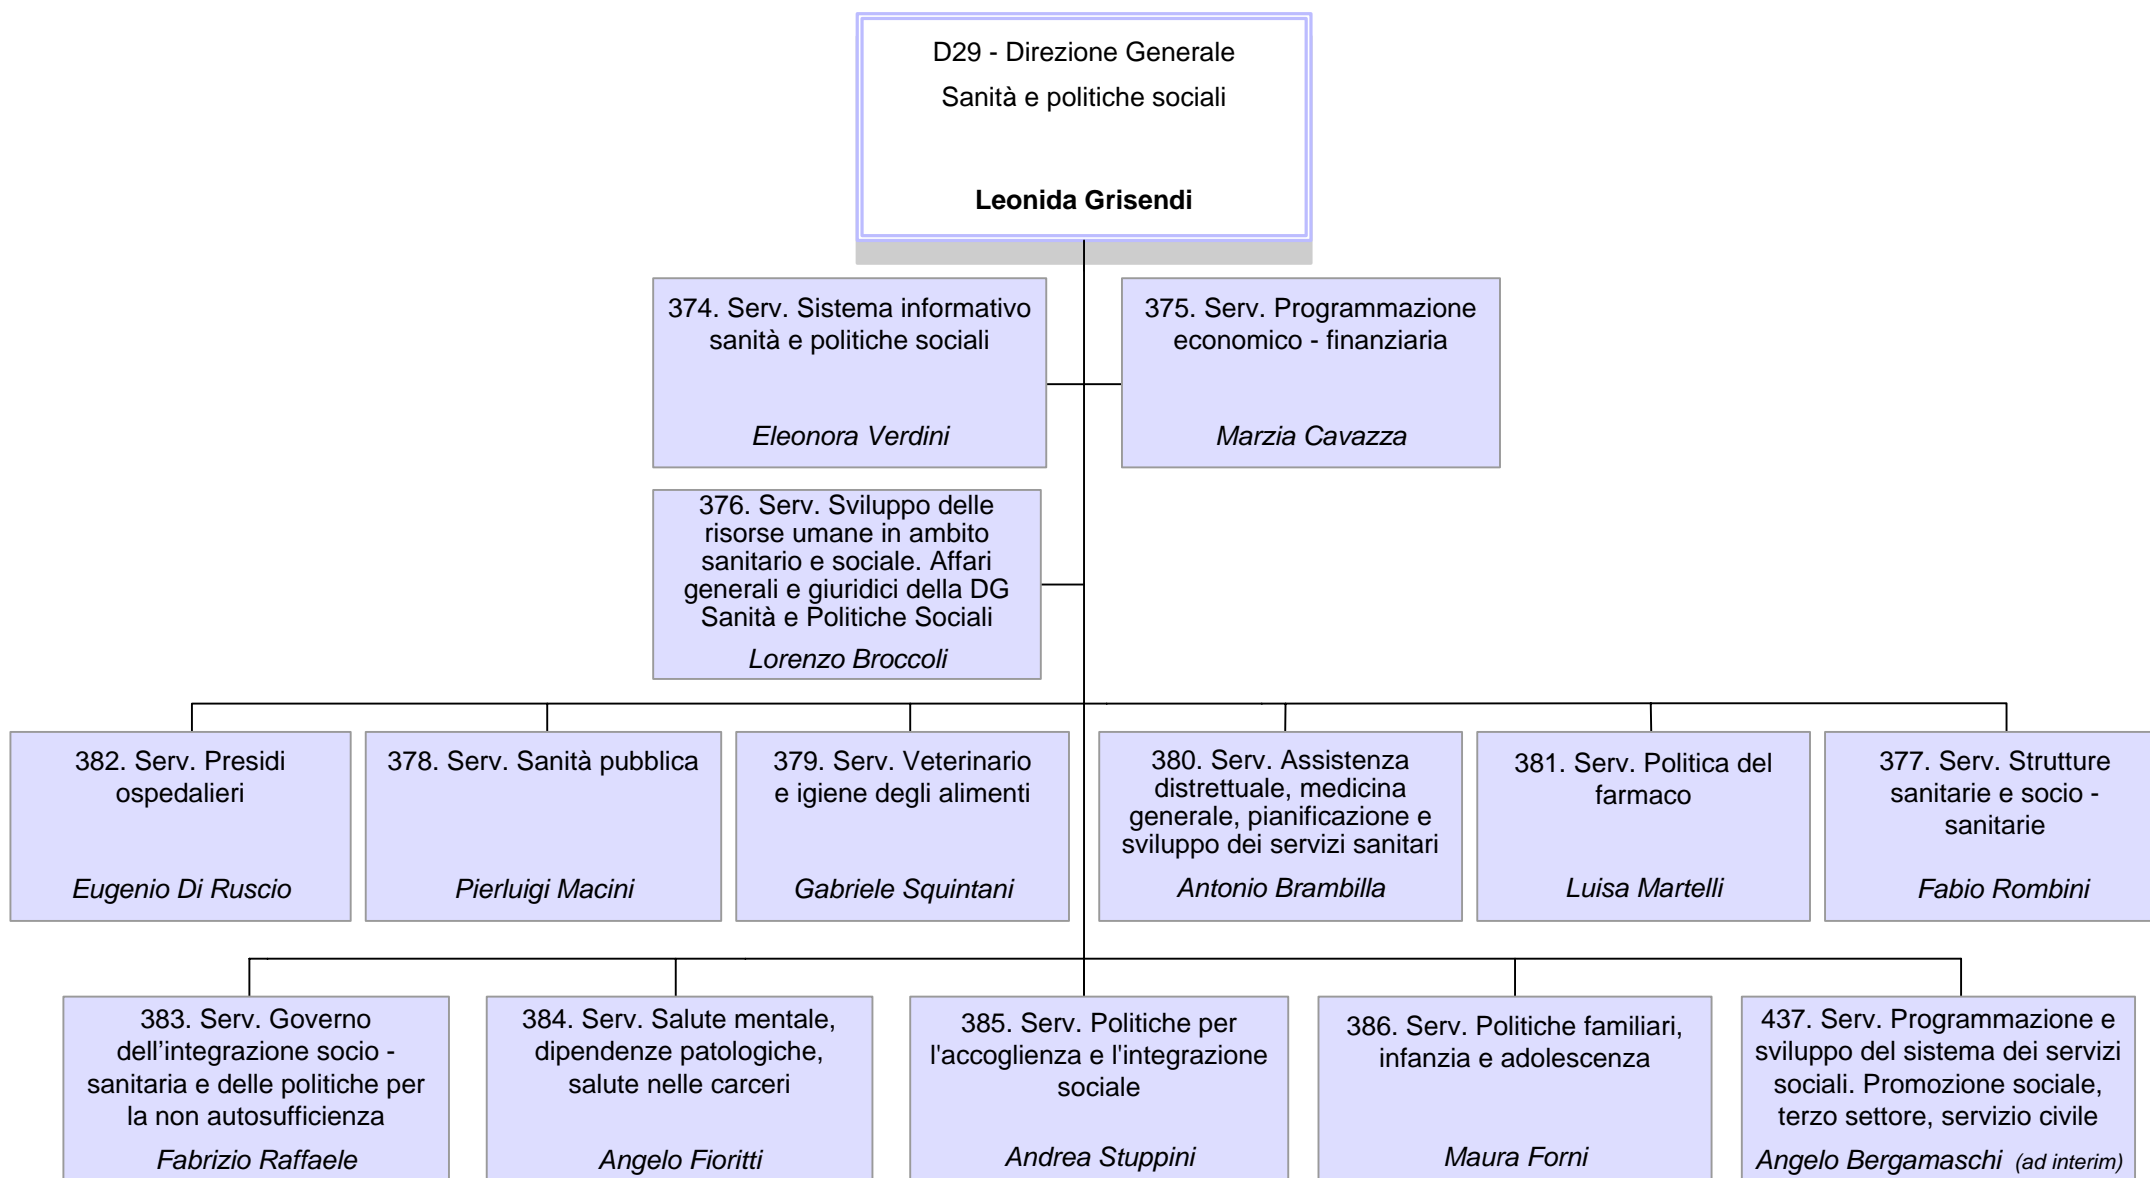 D29 - Direzione Generale
Sanità e politiche sociali
Leonida Grisendi
374. Serv. Sistema informativo
sanità e politiche sociali
Eleonora Verdini
375. Serv. Programmazione
economico - finanziaria
Marzia Cavazza
376. Serv. Sviluppo delle
risorse umane in ambito
sanitario e sociale. Affari
generali e giuridici della DG
Sanità e Politiche Sociali
Lorenzo Broccoli
382. Serv. Presidi
ospedalieri
Eugenio Di Ruscio
378. Serv. Sanità pubblica
Pierluigi Macini
379. Serv. Veterinario
e igiene degli alimenti
Gabriele Squintani
380. Serv. Assistenza
distrettuale, medicina
generale, pianificazione e
sviluppo dei servizi sanitari
Antonio Brambilla
381. Serv. Politica del
farmaco
Luisa Martelli
377. Serv. Strutture
sanitarie e socio -
sanitarie
Fabio Rombini
383. Serv. Governo
dell’integrazione socio -
sanitaria e delle politiche per
la non autosufficienza
Fabrizio Raffaele
384. Serv. Salute mentale,
dipendenze patologiche,
salute nelle carceri
Angelo Fioritti
385. Serv. Politiche per
l'accoglienza e l'integrazione
sociale
Andrea Stuppini
386. Serv. Politiche familiari,
infanzia e adolescenza
Maura Forni
437. Serv. Programmazione e
sviluppo del sistema dei servizi
sociali. Promozione sociale,
terzo settore, servizio civile
Angelo Bergamaschi (ad interim)